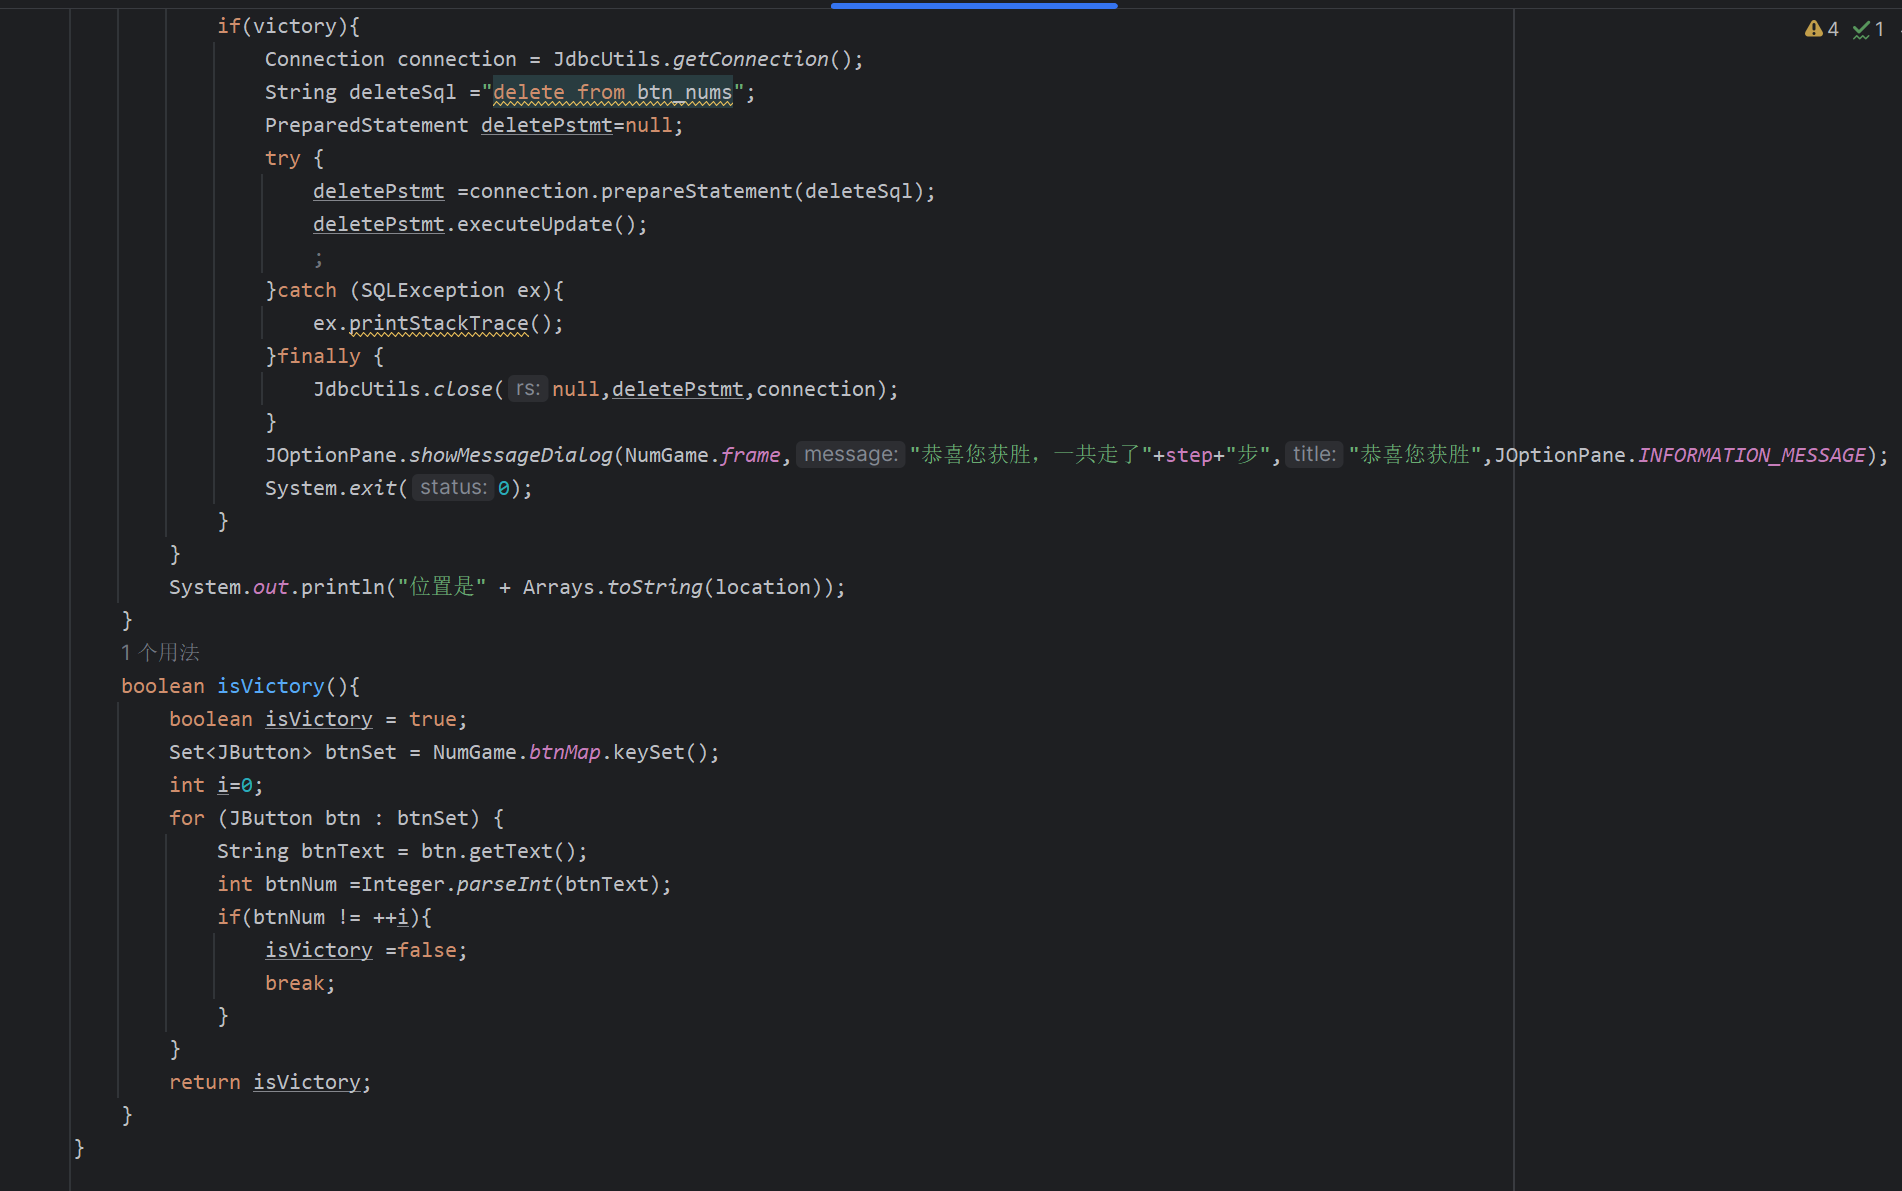 if(victory){
Connection connection = JdbcUtils.getConnection();
String deleteSql ="delete from btn_nums";
PreparedStatement deletePstmt=null;
try {
deletePstmt =connection.prepareStatement(deleteSql);
deletePstmt.executeUpdate();
;
}catch (SQLException ex){
ex.printStackTrace();
}finally {
JdbcUtils.close( rs: null,deletePstmt,connection);
}
JOptionPane.showMessageDialog(NumGame.frame, message: "恭喜您获胜，一共走了"+step+"步", title: "恭喜您获胜",JOptionPane.INFORMATION_MESSAGE);
System.exit( status: 0);
}
}
System.out.println("位置是" + Arrays.toString(location));
}
1 个用法
boolean isVictory(){
boolean isVictory = true;
Set<JButton> btnSet = NumGame.btnMap.keySet();
int i=0;
for (JButton btn : btnSet) {
String btnText = btn.getText();
int btnNum =Integer.parseInt(btnText);
if(btnNum != ++i){
isVictory =false;
break;
}
}
return isVictory;
}
}
4 1